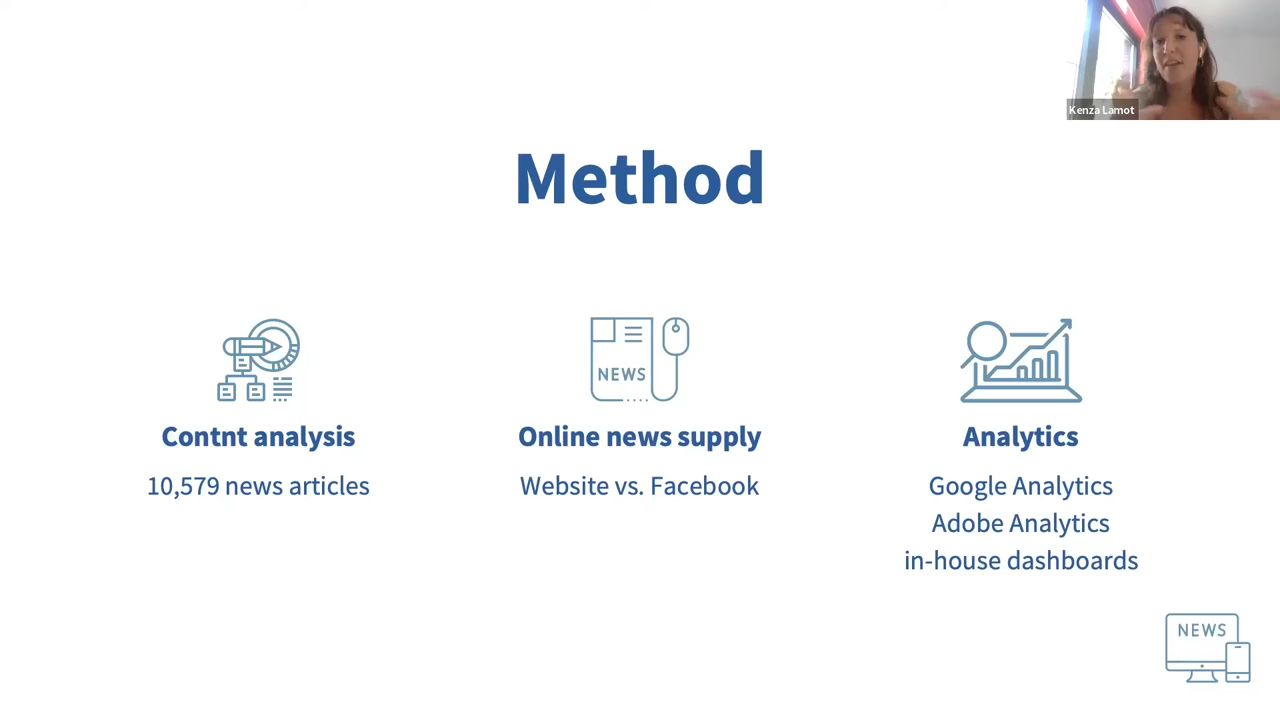 Kenza Lamot
Method
NEWS
Contnt analysis
Online news supply
Analytics
10,579 news articles
Website vs. Facebook
Google Analytics
Adobe Analytics
in-house dashboards
NEWS